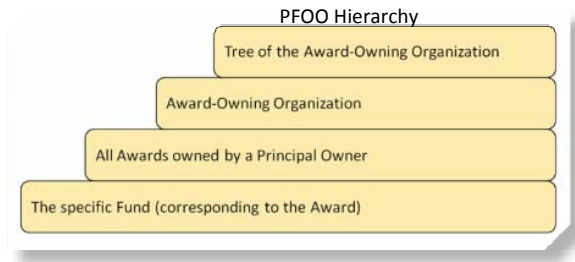 PFOO Hierarchy
Tree of the Award-Owning Organization
Award-Owning Organization
All Awards owned by a Principal Owner
The specific Fund (corresponding to the Award)